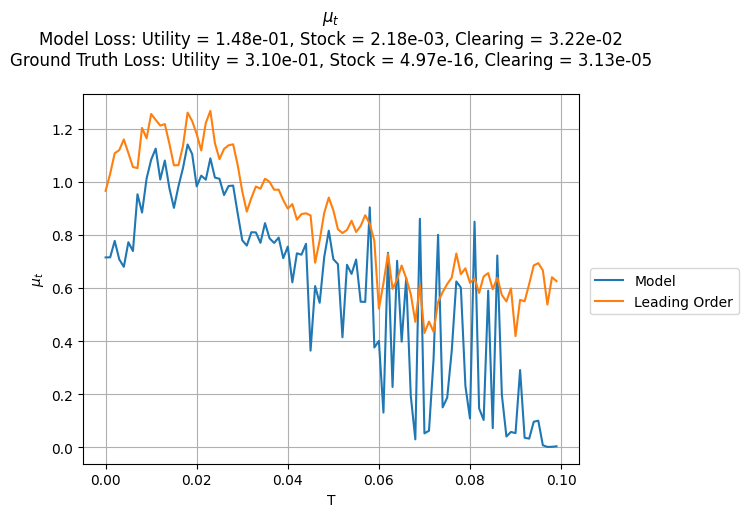 μₜ
Model Loss: Utility = 1.48e-01, Stock = 2.18e-03, Clearing = 3.22e-02
Ground Truth Loss: Utility = 3.10e-01, Stock = 4.97e-16, Clearing = 3.13e-05
1.2
1.0
0.8
0.6
0.4
0.2
0.0
μₜ
0.00
0.02
0.04
0.06
0.08
0.10
T
Model
Leading Order